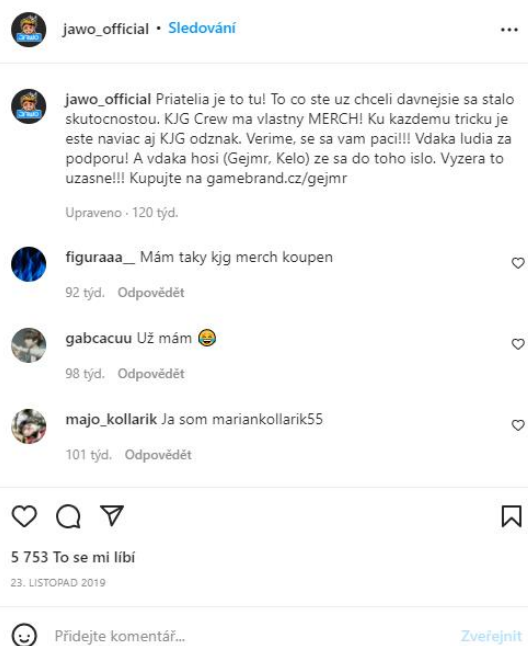 jawo_official • Sledování
jawo_official Priatelia je to tu! To co ste uz chceli davnejsie sa stalo
skutocnostou. KJG Crew ma vlastny MERCH! Ku kazdemu tricku je
este naviac aj KJG odznak. Verime, se sa vam paci!!! Vdaka ludia za
podporu! A vdaka hosi (Gejmr, Kelo) ze sa do toho islo. Vyzera to
uzasne!!! Kupujte na gamebrand.cz/gejmr
Upraveno · 120 týd.
figuraaa__ Mám taky kjg merch koupen
92 týd. Odpovědět
gabcacuu Už mám 😂
98 týd. Odpovědět
majo_kollarik Ja som mariankollarik55
101 týd. Odpovědět
5 753 To se mi líbí
23. LISTOPAD 2019
Přidejte komentář...
Zveřejnit